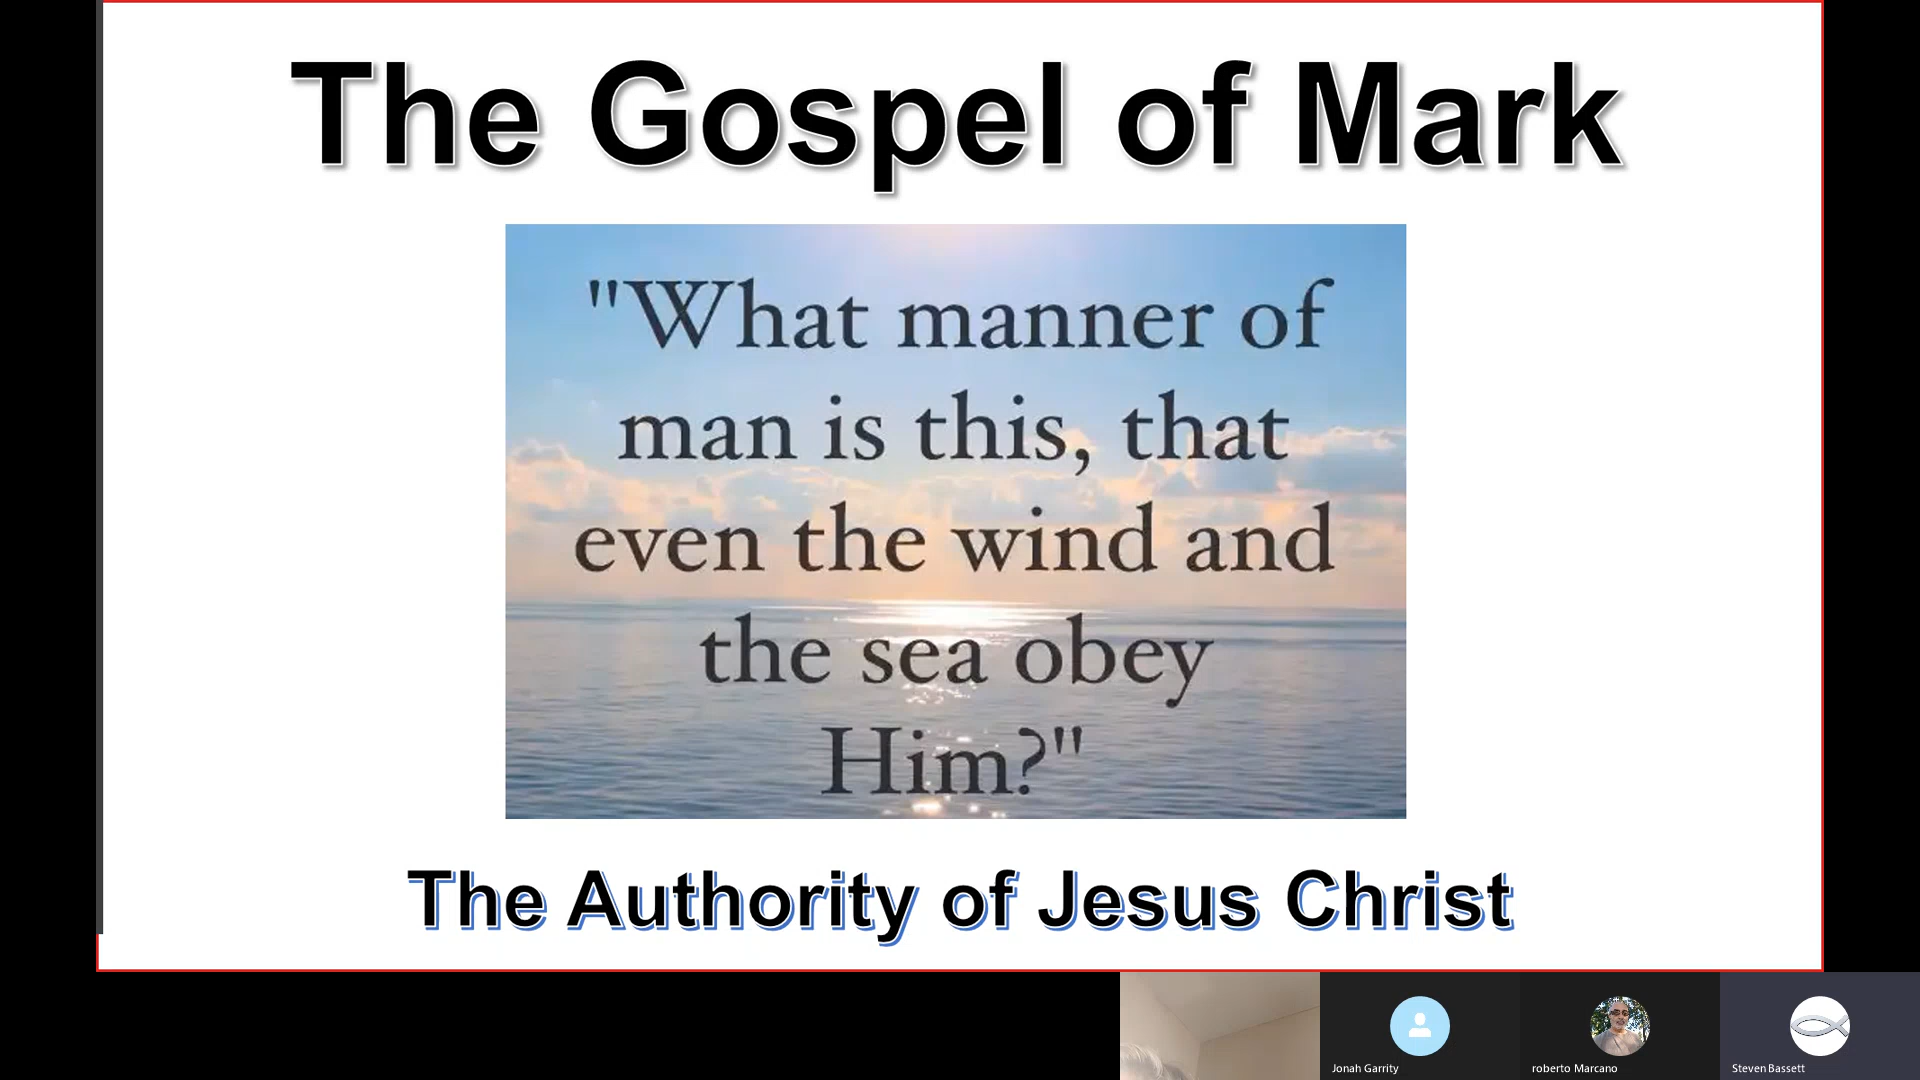 The Gospel of Mark
"What manner of
man is this, that
even the wind and
the sea obey
Him?"
The Authority of Jesus Christ
Jonah Garrity
roberto Marcano
Steven Bassett